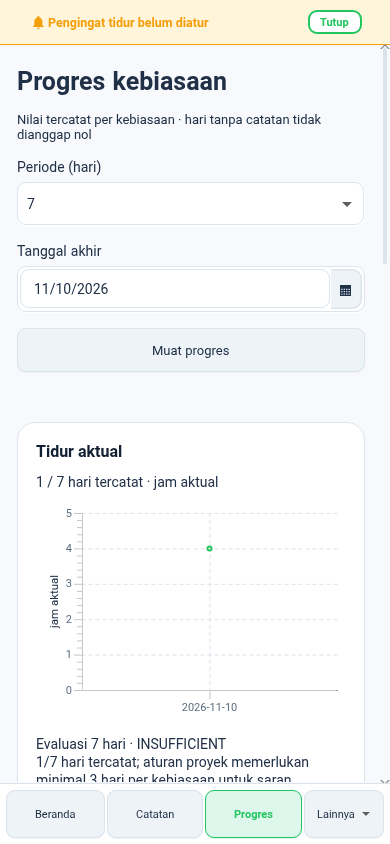 Pengingat tidur belum diatur
Tutup
Progres kebiasaan
Nilai tercatat per kebiasaan · hari tanpa catatan tidak
dianggap nol
Periode (hari)
7
Tanggal akhir
11/10/2026
Muat progres
Tidur aktual
1 / 7 hari tercatat · jam aktual
5
4
3
2
1
0
jam aktual
2026-11-10
Evaluasi 7 hari · INSUFFICIENT
1/7 hari tercatat; aturan proyek memerlukan
minimal 3 hari per kebiasaan untuk saran
Beranda
Catatan
Progres
Lainnya